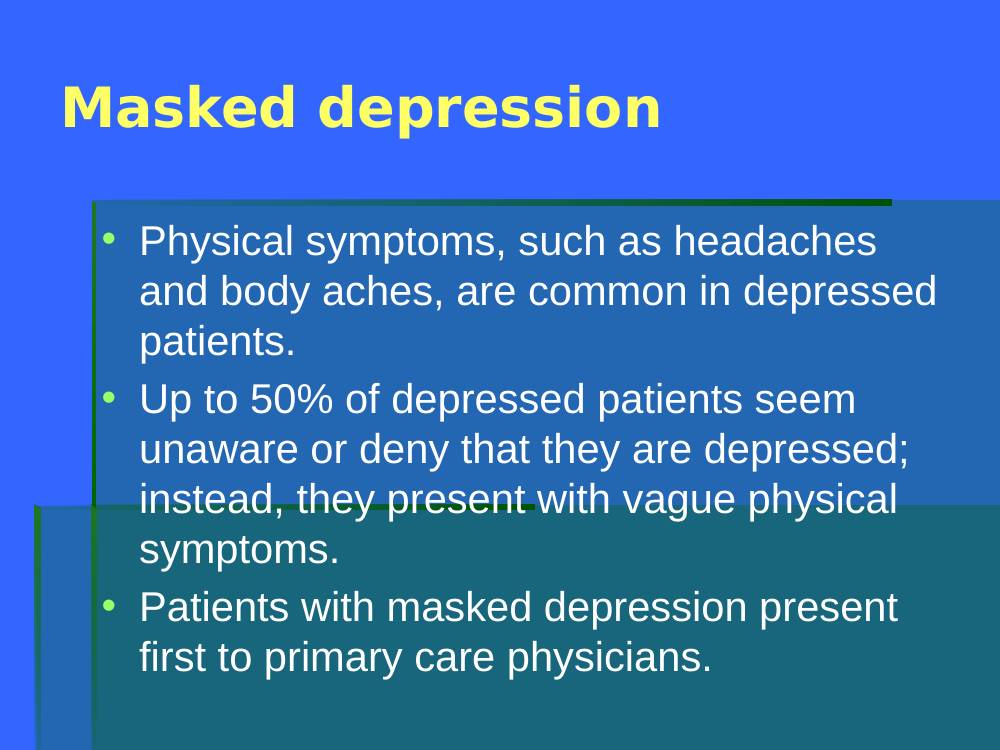 Masked depression
• Physical symptoms, such as headaches
and body aches, are common in depressed
patients.
• Up to 50% of depressed patients seem
unaware or deny that they are depressed;
instead, they present with vague physical
symptoms.
• Patients with masked depression present
first to primary care physicians.